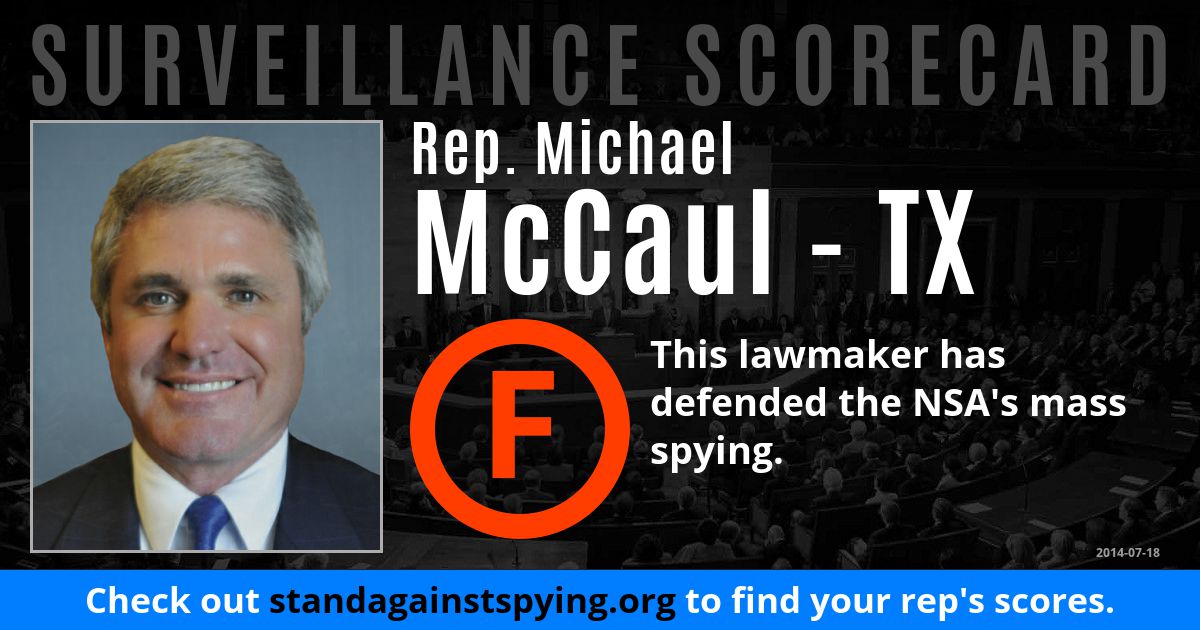 SURVEILLANCE SCORECARD
Rep. Michael
McCaul - TX
F
This lawmaker has
defended the NSA's mass
spying.
2014-07-18
Check out standagainstspying.org to find your rep's scores.